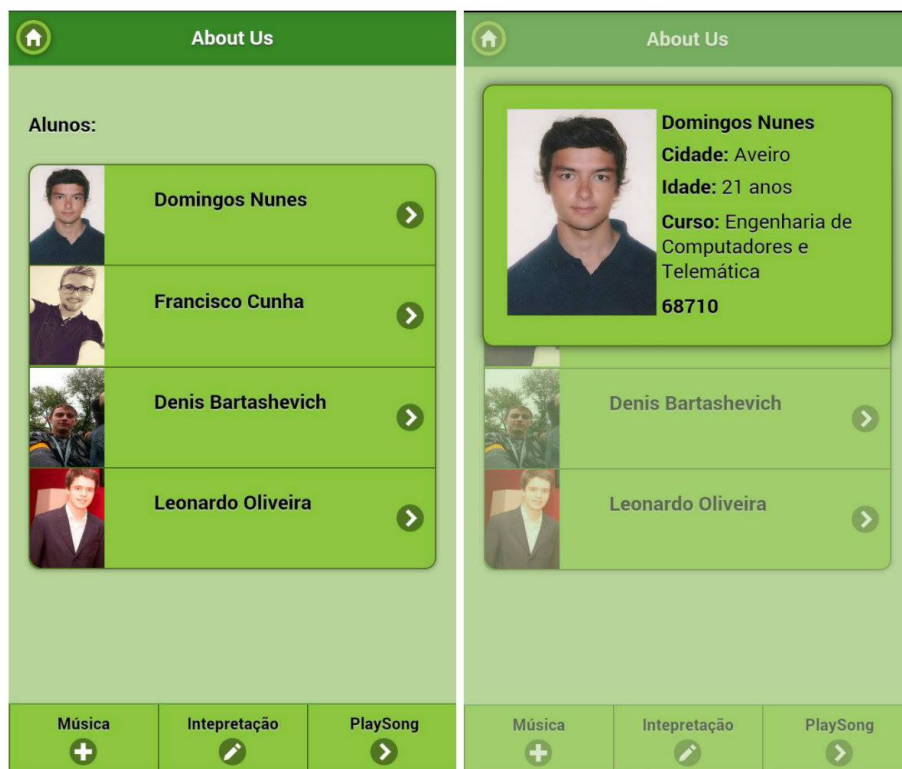 About Us
Alunos:
Domingos Nunes
Francisco Cunha
Denis Bartashevich
Leonardo Oliveira
Música
Intepretação
PlaySong
About Us
Domingos Nunes
Cidade: Aveiro
Idade: 21 anos
Curso: Engenharia de
Computadores e
Telemática
68710
Denis Bartashevich
Leonardo Oliveira
Música
Intepretação
PlaySong